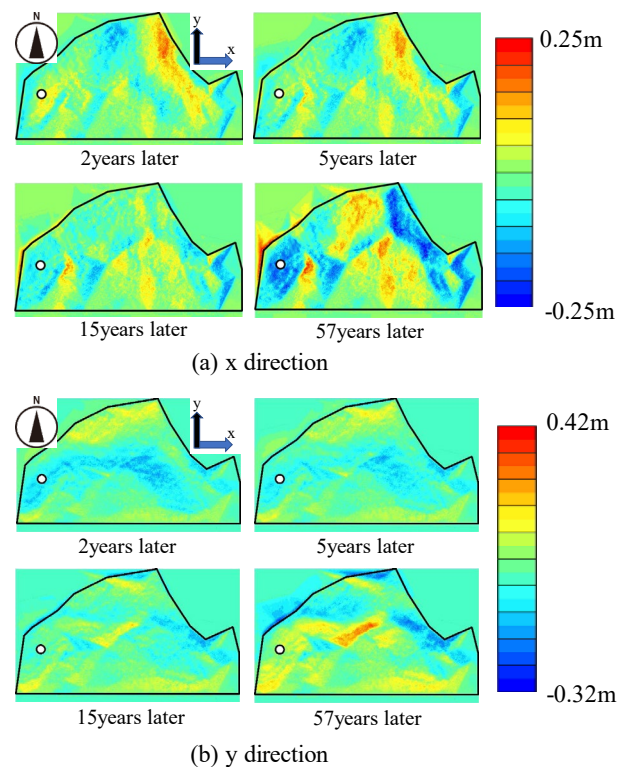 N
y
x
0.25m
2years later
5years later
-0.25m
15years later
57years later
(a) x direction
N
y
x
0.42m
2years later
5years later
-0.32m
15years later
57years later
(b) y direction